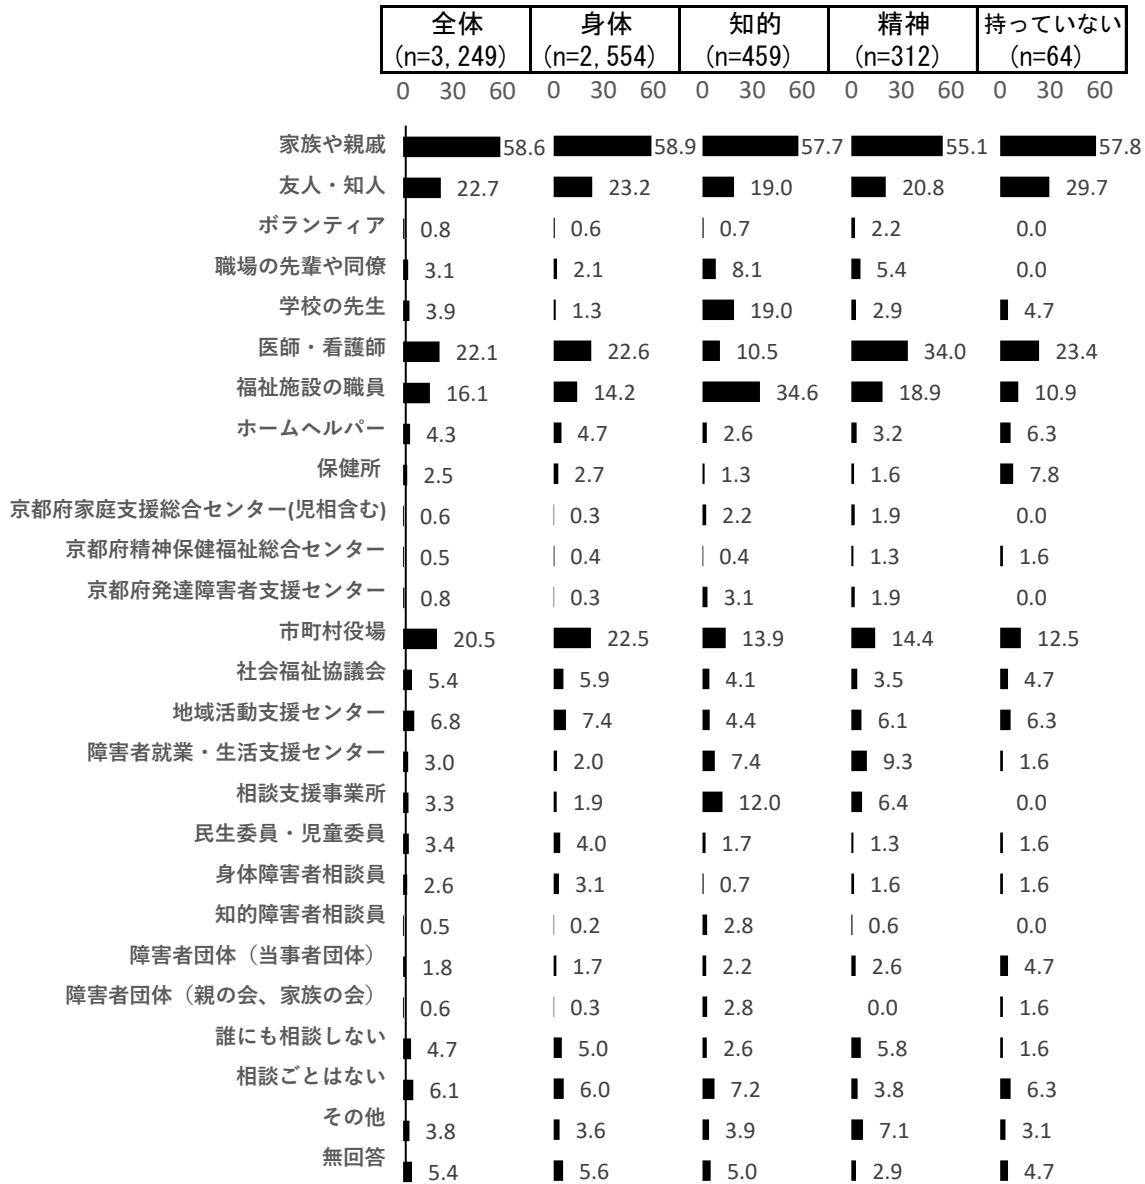 全体 身体 知的 精神 持っていない
(n=3,249) (n=2,554) (n=459) (n=312) (n=64)
0 30 60 0 30 60 0 30 60 0 30 60 0 30 60
家族や親戚 58.6 58.9 57.7 55.1 57.8
友人・知人 22.7 23.2 19.0 20.8 29.7
ボランティア 0.8 0.6 0.7 2.2 0.0
職場の先輩や同僚 3.1 2.1 8.1 5.4 0.0
学校の先生 3.9 1.3 19.0 2.9 4.7
医師・看護師 22.1 22.6 10.5 34.0 23.4
福祉施設の職員 16.1 14.2 34.6 18.9 10.9
ホームヘルパー 4.3 4.7 2.6 3.2 6.3
保健所 2.5 2.7 1.3 1.6 7.8
京都府家庭支援総合センター(児相含む) 0.6 0.3 2.2 1.9 0.0
京都府精神保健福祉総合センター 0.5 0.4 0.4 1.3 1.6
京都府発達障害者支援センター 0.8 0.3 3.1 1.9 0.0
市町村役場 20.5 22.5 13.9 14.4 12.5
社会福祉協議会 5.4 5.9 4.1 3.5 4.7
地域活動支援センター 6.8 7.4 4.4 6.1 6.3
障害者就業・生活支援センター 3.0 2.0 7.4 9.3 1.6
相談支援事業所 3.3 1.9 12.0 6.4 0.0
民生委員・児童委員 3.4 4.0 1.7 1.3 1.6
身体障害者相談員 2.6 3.1 0.7 1.6 1.6
知的障害者相談員 0.5 0.2 2.8 0.6 0.0
障害者団体（当事者団体） 1.8 1.7 2.2 2.6 4.7
障害者団体（親の会、家族の会） 0.6 0.3 2.8 0.0 1.6
誰にも相談しない 4.7 5.0 2.6 5.8 1.6
相談ごとはない 6.1 6.0 7.2 3.8 6.3
その他 3.8 3.6 3.9 7.1 3.1
無回答 5.4 5.6 5.0 2.9 4.7